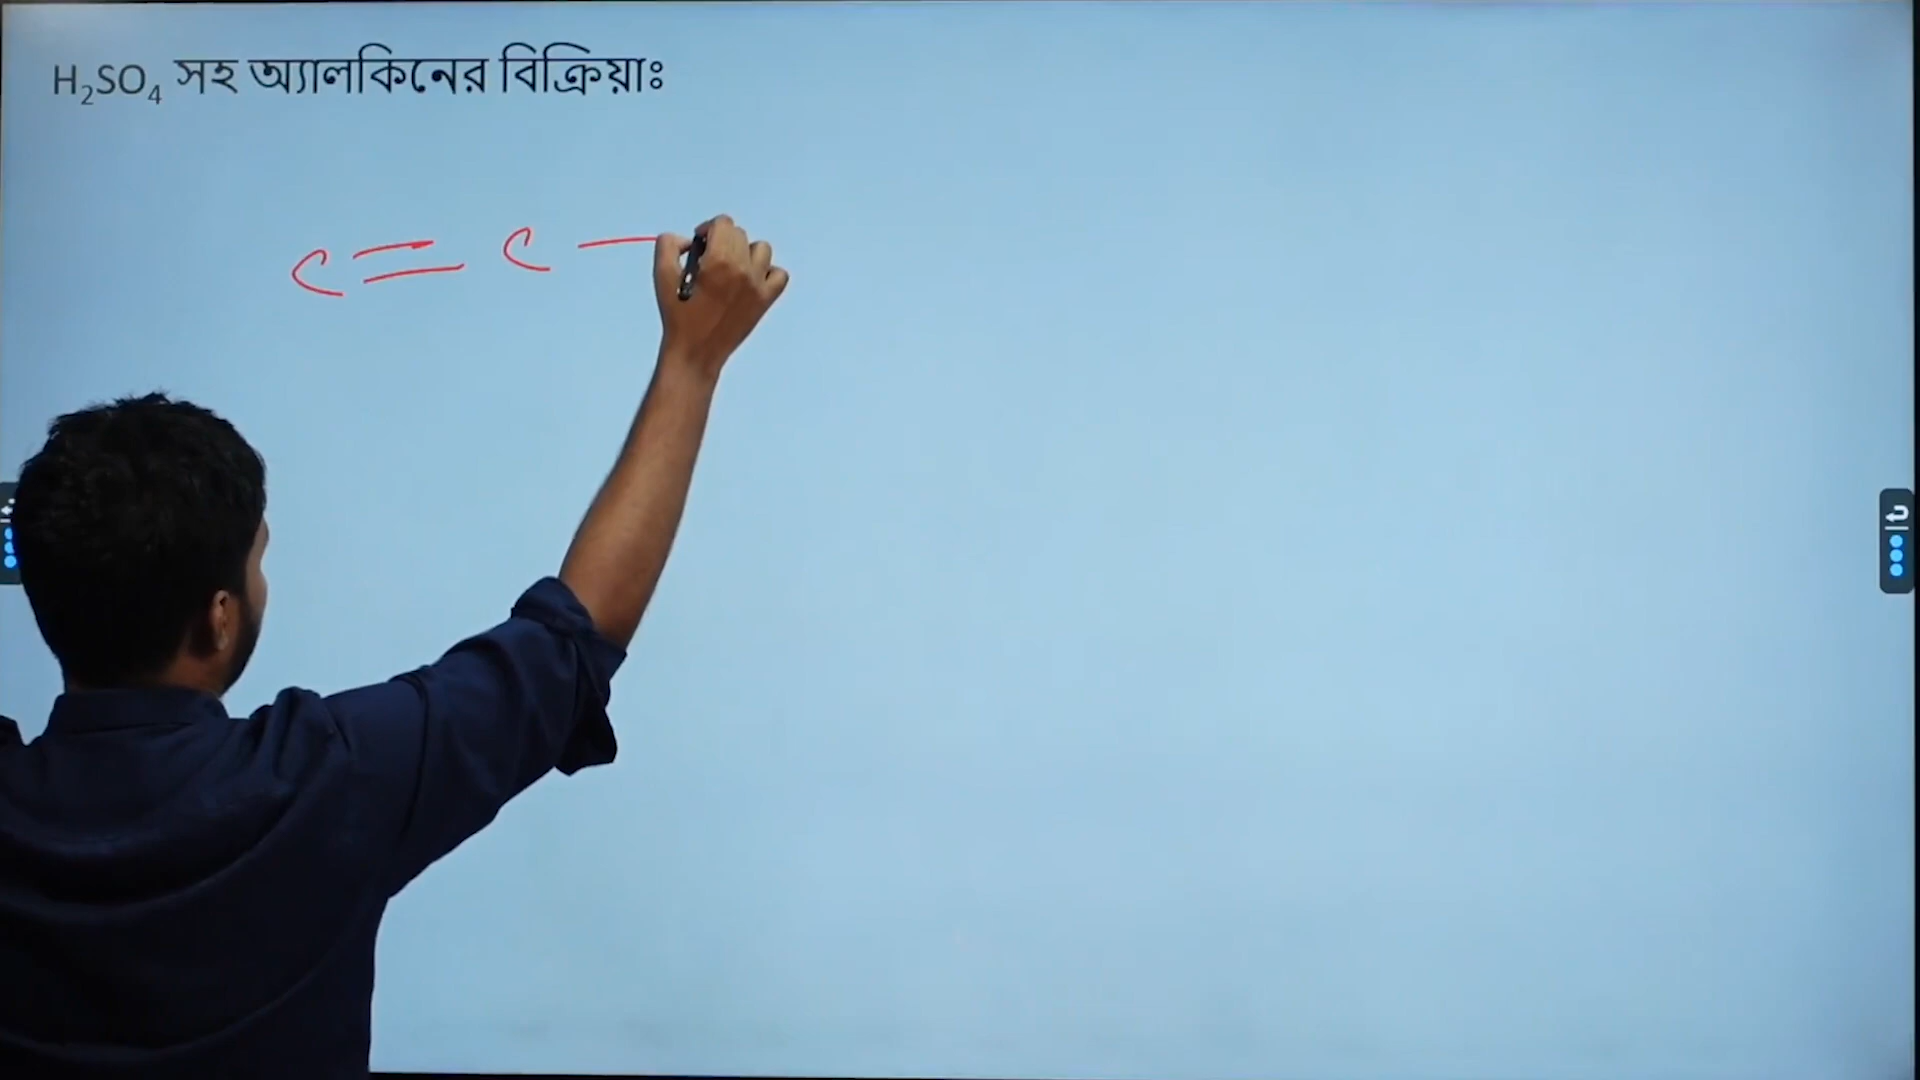 H₂SO₄ সহ অ্যালকিনের বিক্রিয়াঃ
C = C —